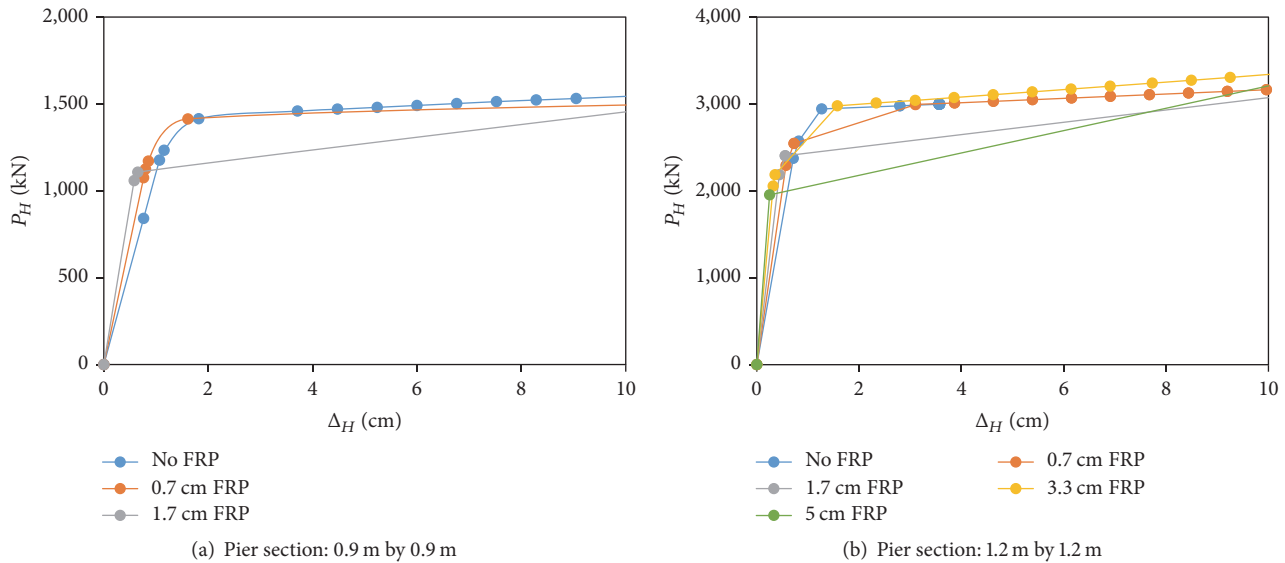 2,000
1,500
1,000
500
0
P_H (kN)
0 2 4 6 8 10
Δ_H (cm)
No FRP
0.7 cm FRP
1.7 cm FRP
(a) Pier section: 0.9 m by 0.9 m
4,000
3,000
2,000
1,000
0
P_H (kN)
0 2 4 6 8 10
Δ_H (cm)
No FRP 0.7 cm FRP
1.7 cm FRP 3.3 cm FRP
5 cm FRP
(b) Pier section: 1.2 m by 1.2 m